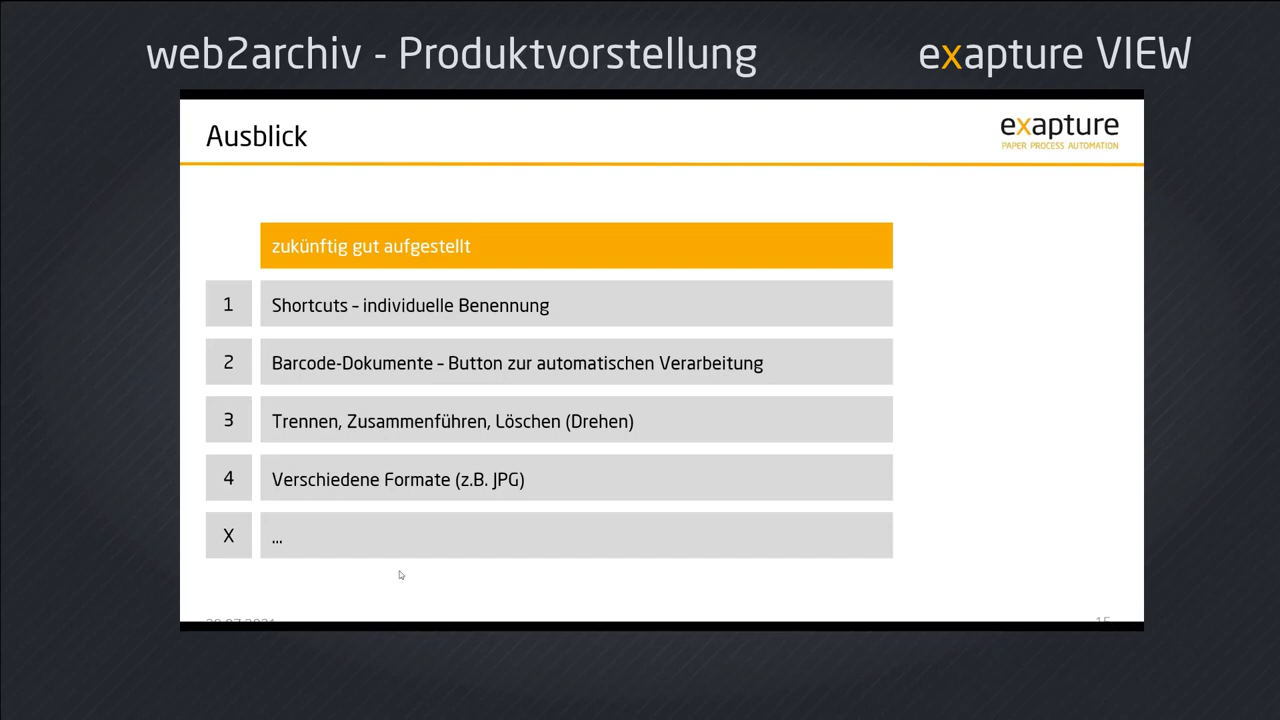 web2archiv - Produktvorstellung
exapture VIEW
Ausblick
exapture
PAPER PROCESS AUTOMATION
zukünftig gut aufgestellt
1 Shortcuts – individuelle Benennung
2 Barcode-Dokumente – Button zur automatischen Verarbeitung
3 Trennen, Zusammenführen, Löschen (Drehen)
4 Verschiedene Formate (z.B. JPG)
X ...